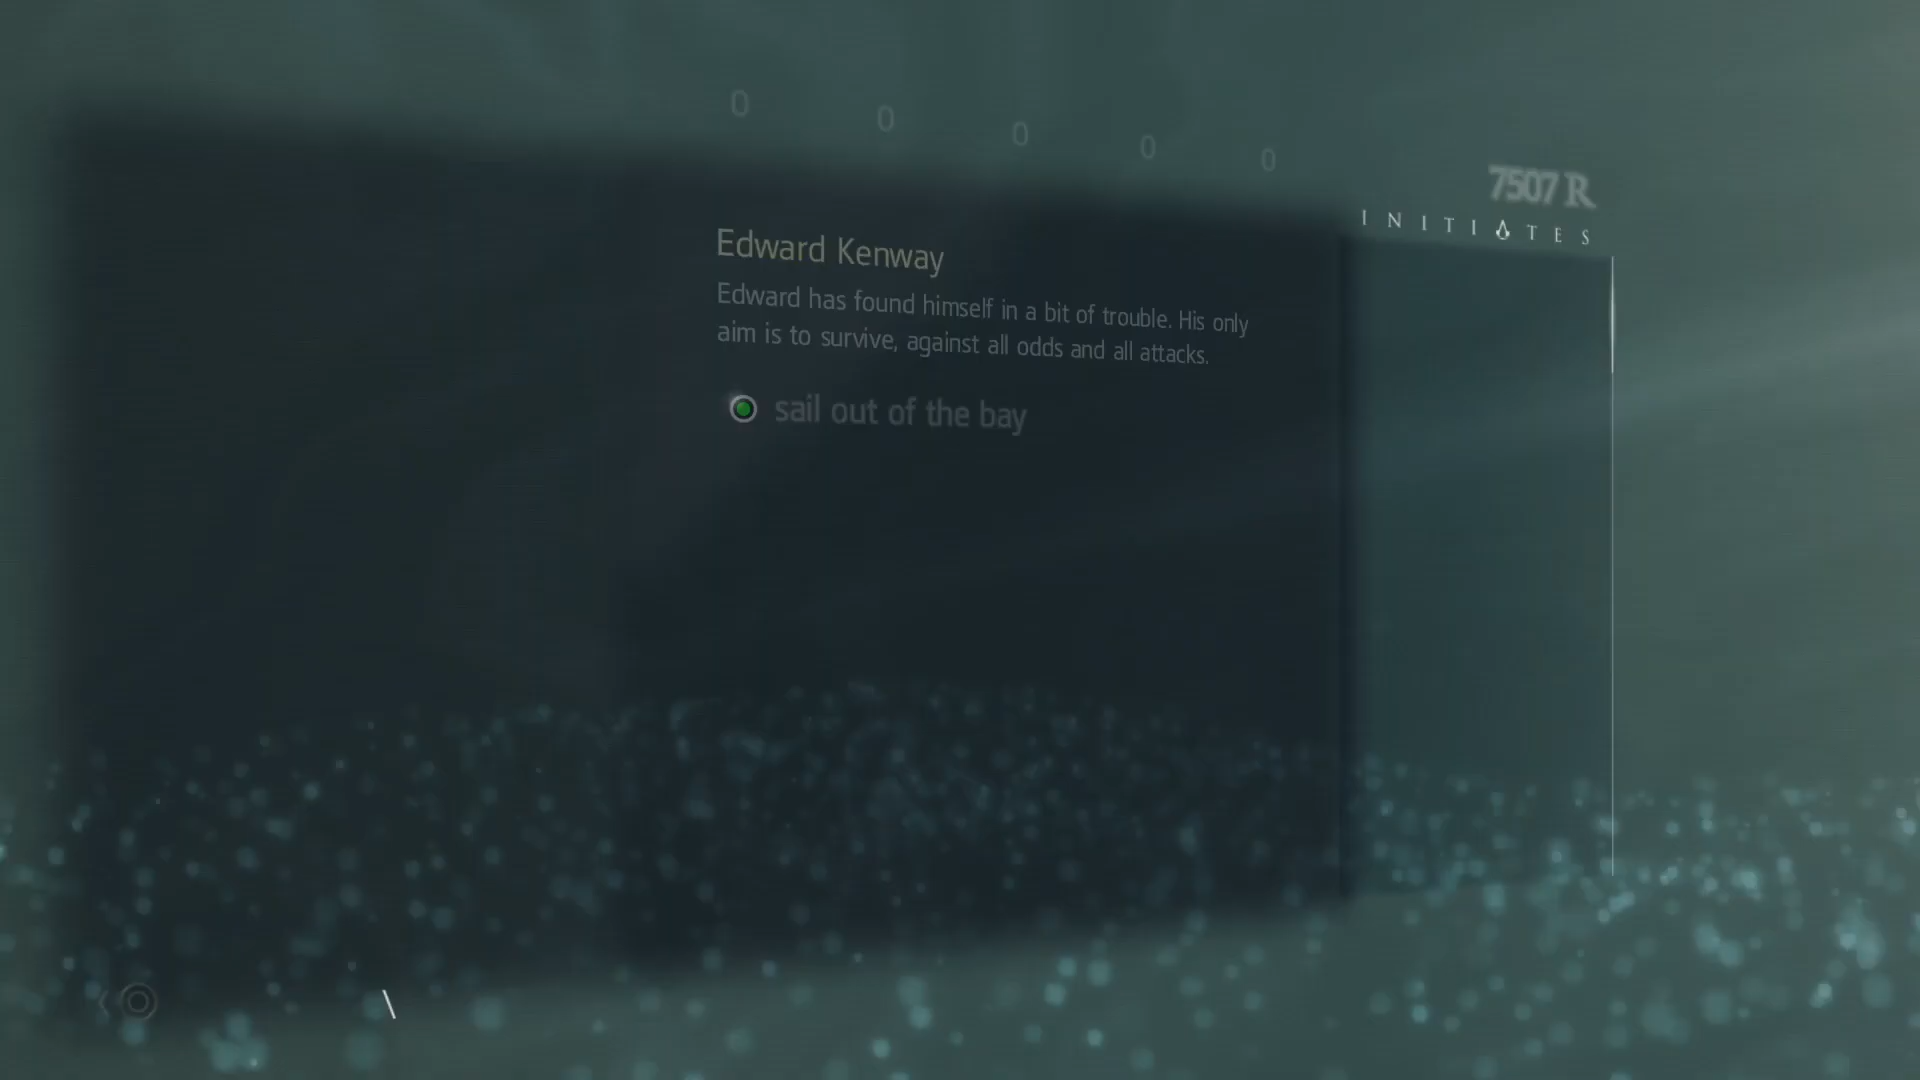 0 0 0 0 0
7507 R
INITIATES
Edward Kenway
Edward has found himself in a bit of trouble. His only
aim is to survive, against all odds and all attacks.
sail out of the bay